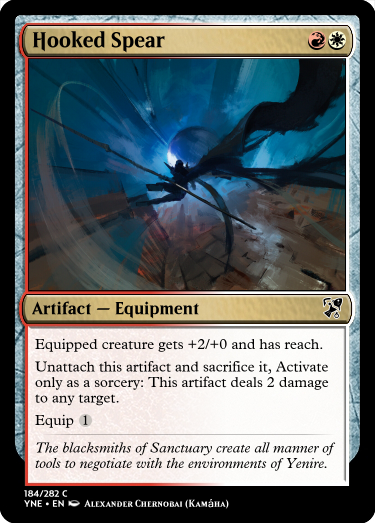 Hooked Spear
Artifact — Equipment
Equipped creature gets +2/+0 and has reach.
Unattach this artifact and sacrifice it, Activate
only as a sorcery: This artifact deals 2 damage
to any target.
Equip 1
The blacksmiths of Sanctuary create all manner of
tools to negotiate with the environments of Yenire.
184/282 C
YNE • EN ALEXANDER CHERNOBAI (KAMÁHA)